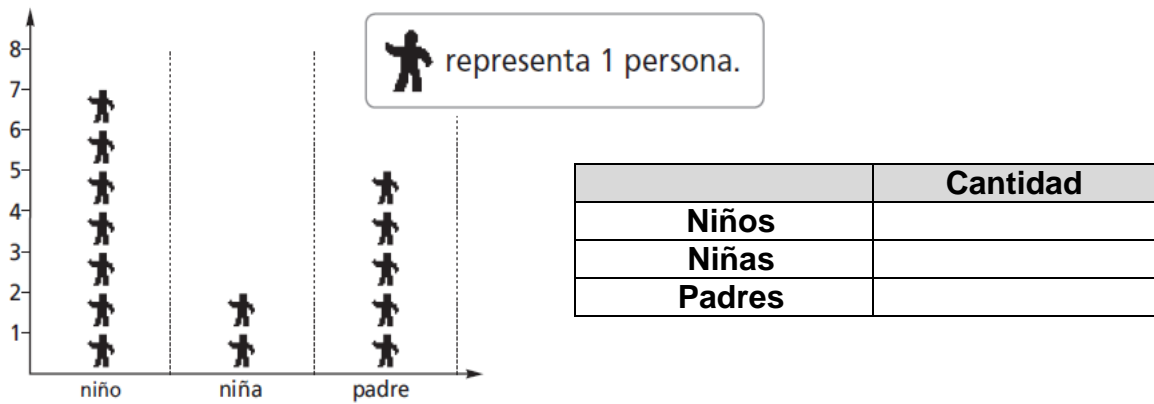 representa 1 persona.
8
7
6
5
4
3
2
1
niño niña padre
Cantidad
Niños
Niñas
Padres